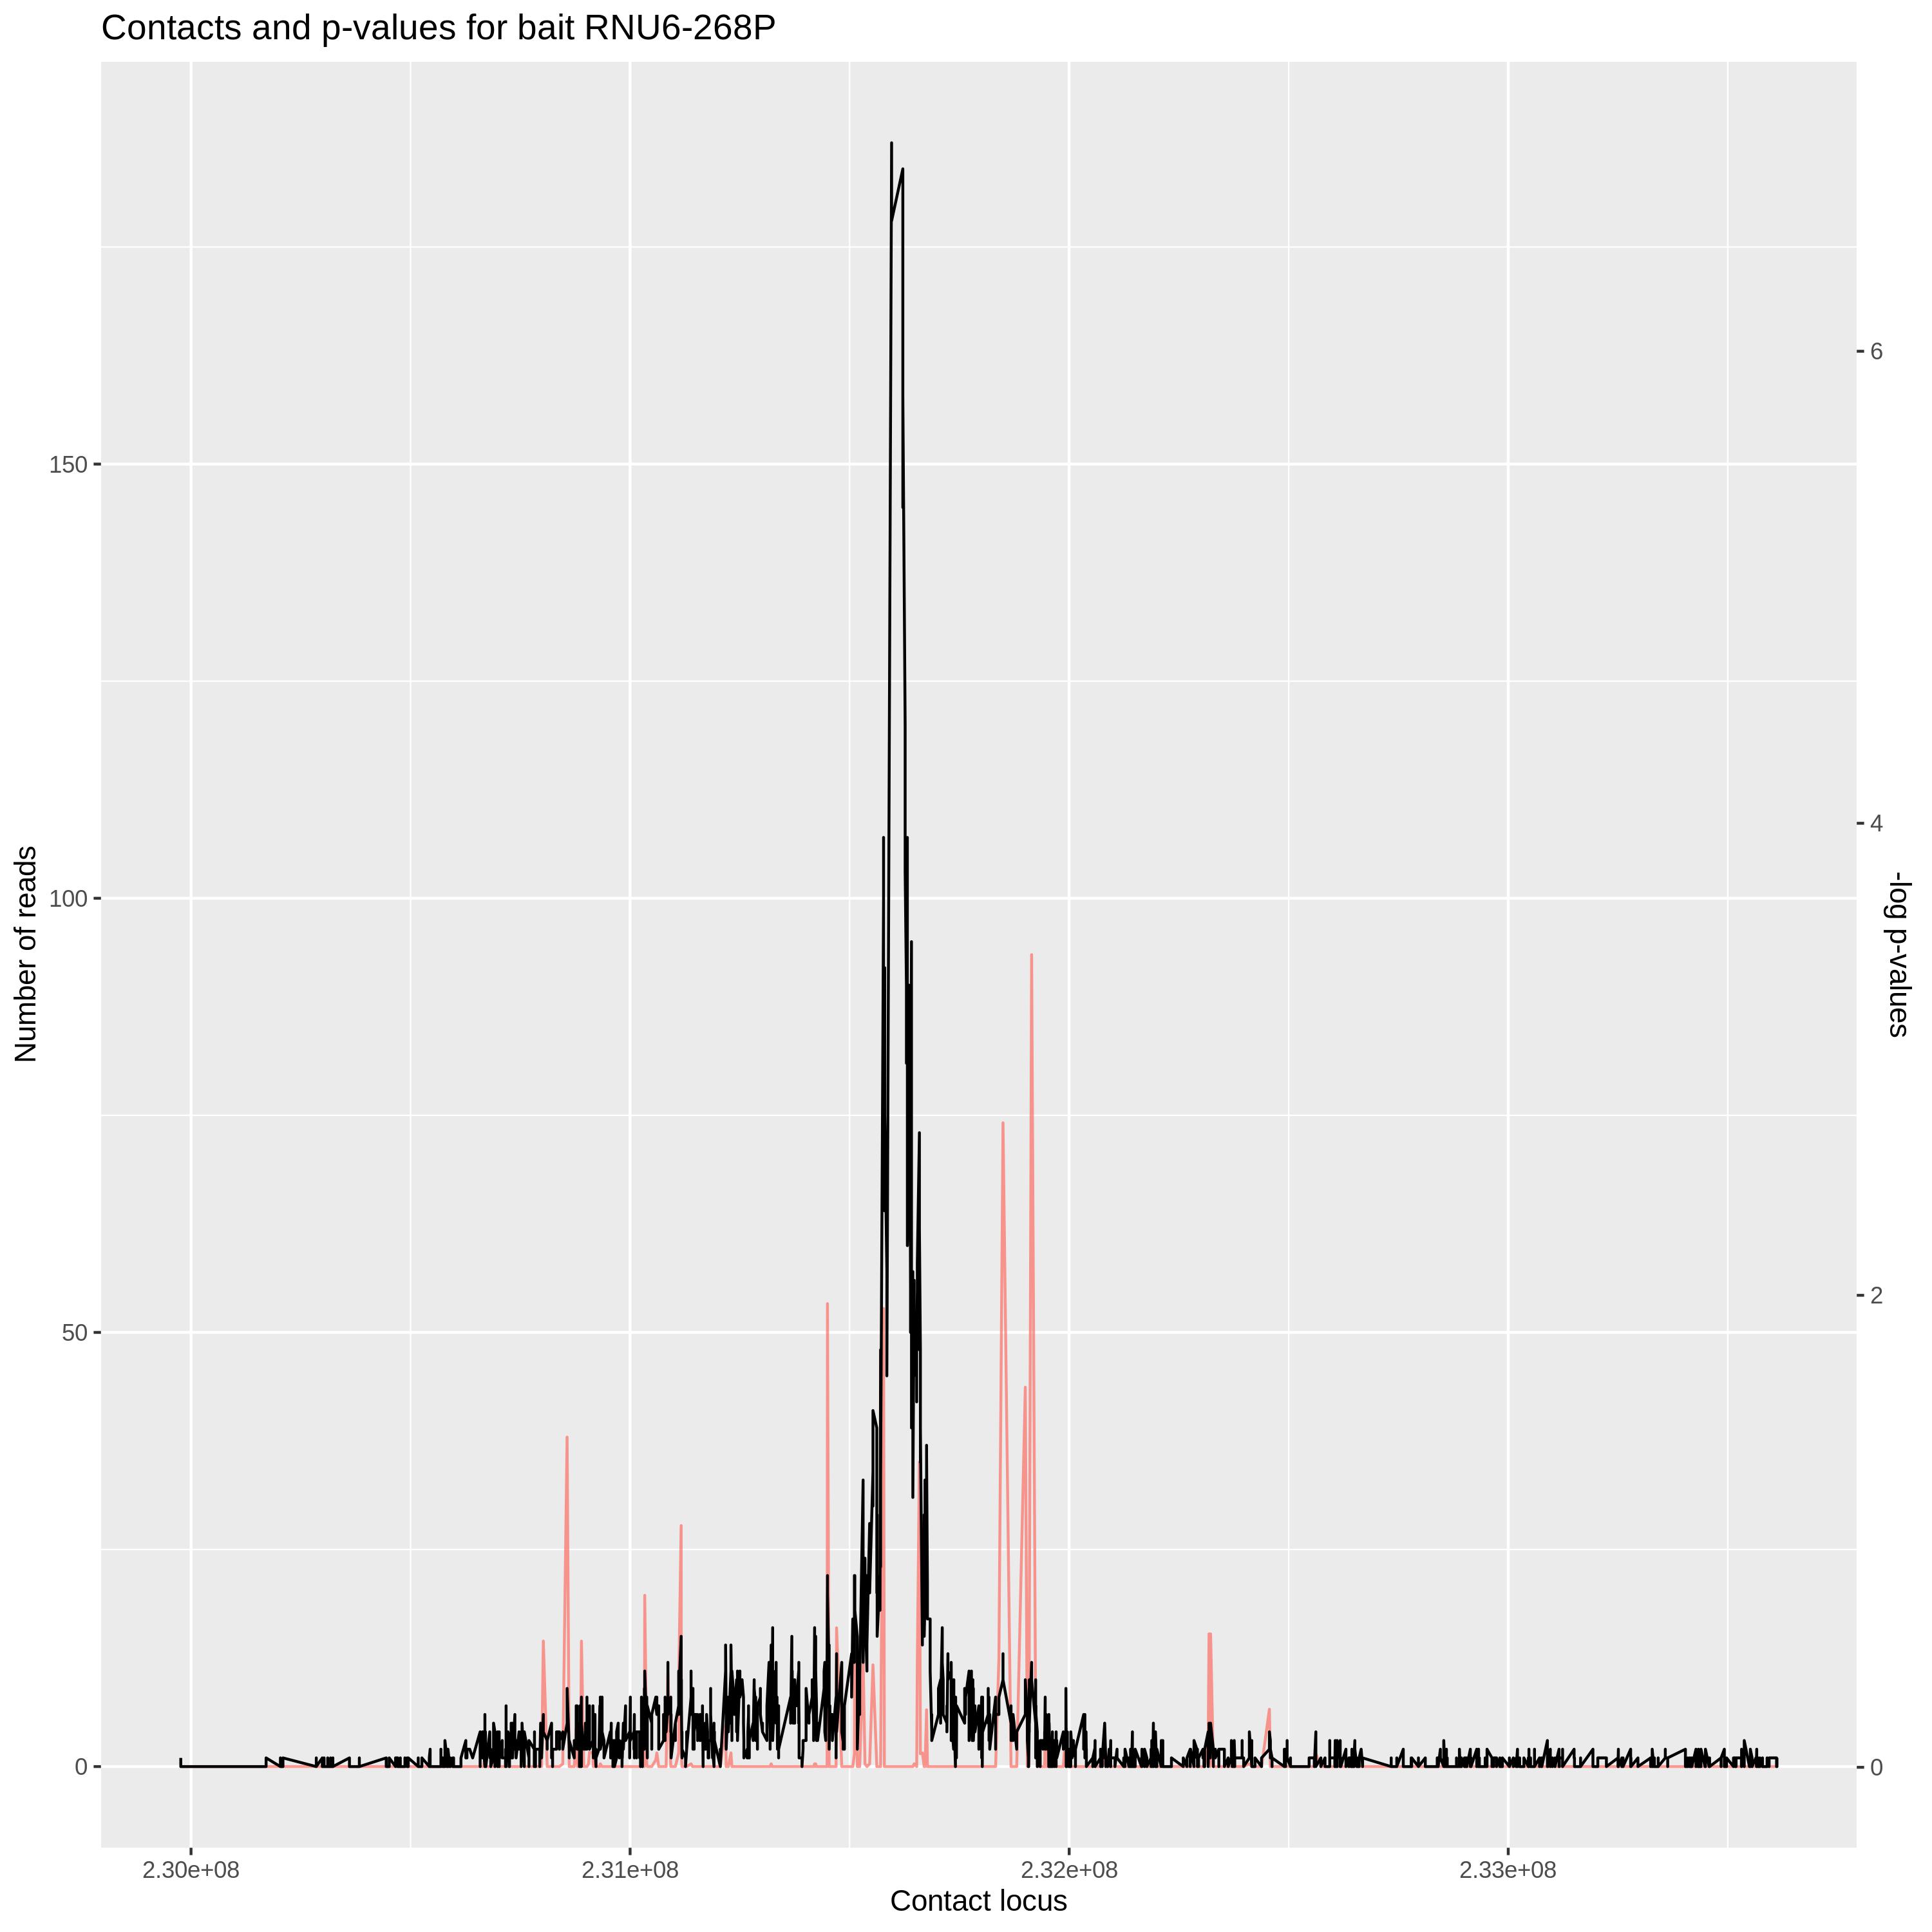 Contacts and p-values for bait RNU6-268P
Number of reads
150
100
50
0
6
4
2
0
-log p-values
2.30e+08
2.31e+08
2.32e+08
2.33e+08
Contact locus